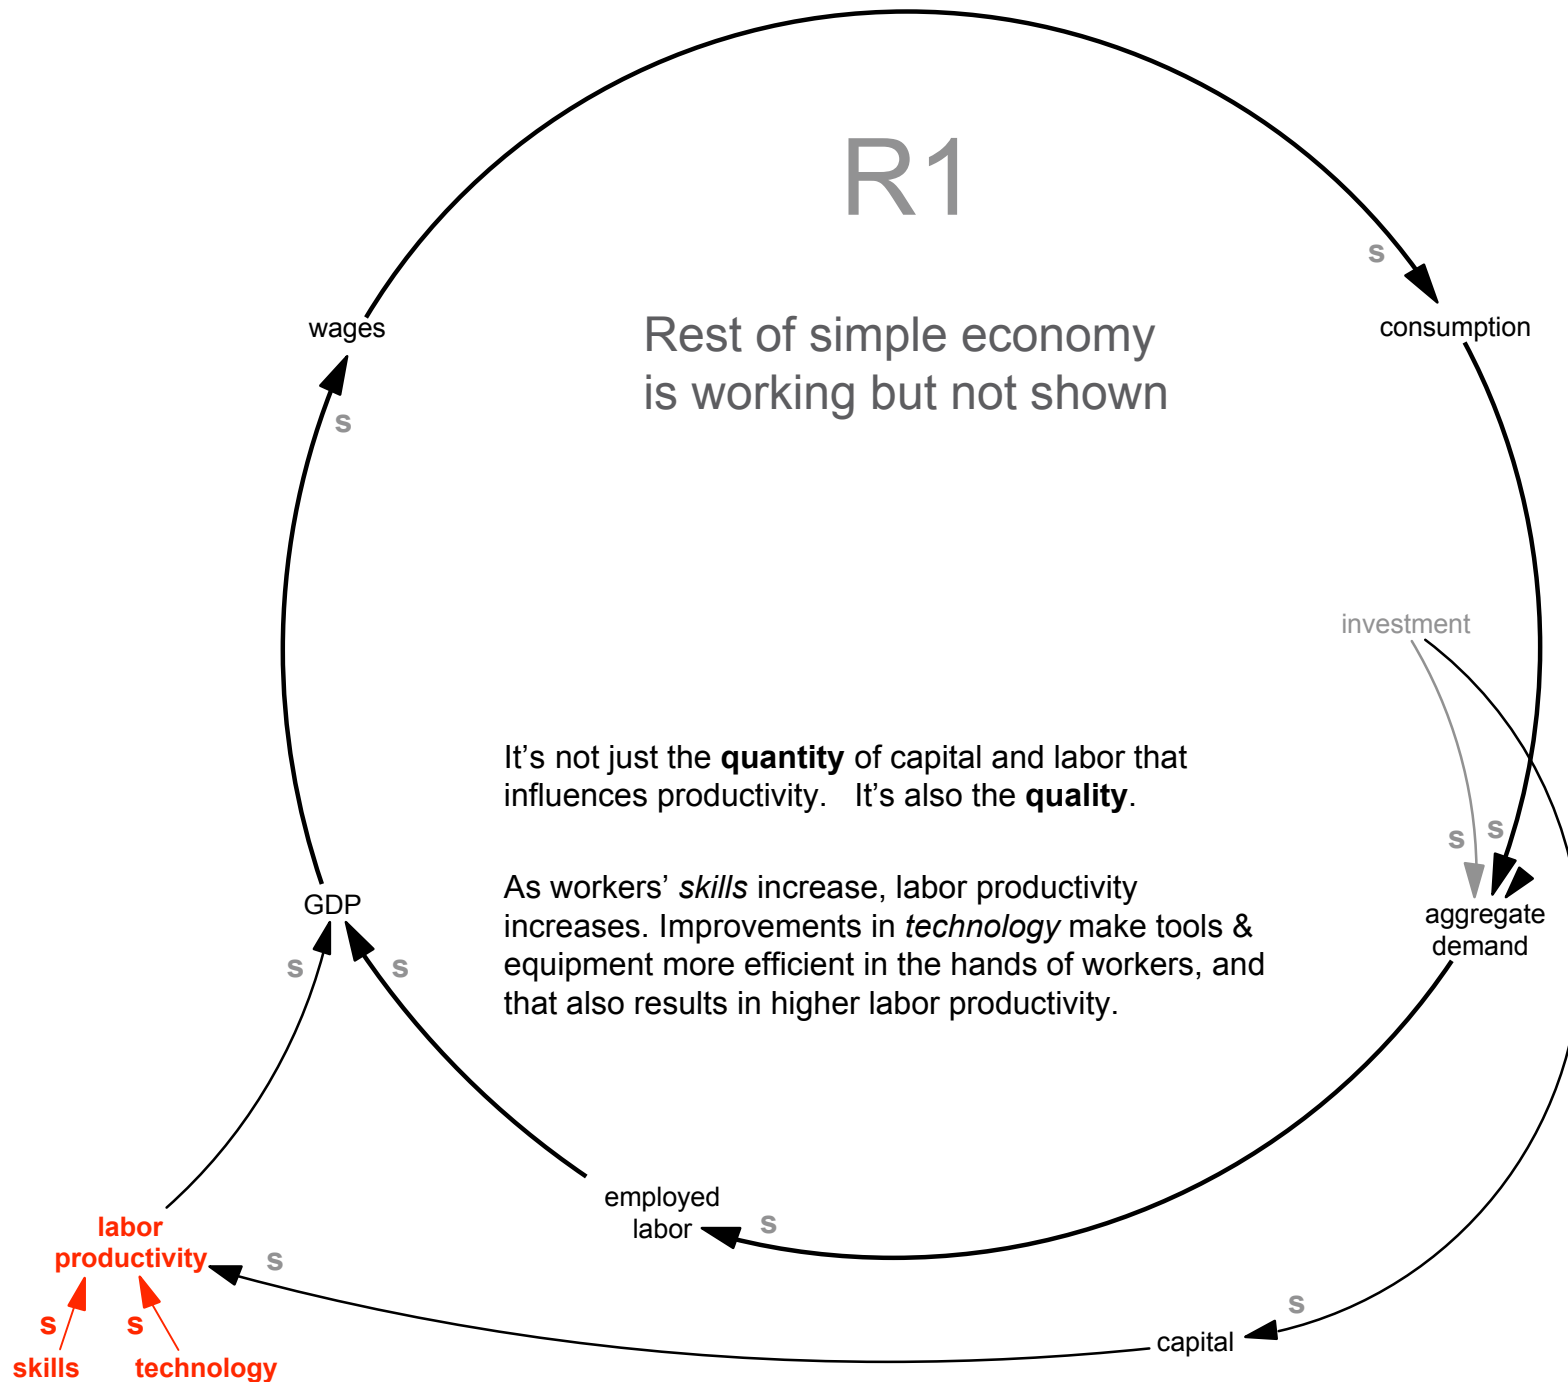 R1
s
wages
consumption
Rest of simple economy
is working but not shown
s
investment
It’s not just the quantity of capital and labor that
influences productivity.   It’s also the quality.
s
s
As workers’ skills increase, labor productivity
increases. Improvements in technology make tools &
equipment more efficient in the hands of workers, and
that also results in higher labor productivity.
GDP
aggregate
demand
s
s
employed
labor
s
labor
productivity
s
s
s
s
capital
skills
technology